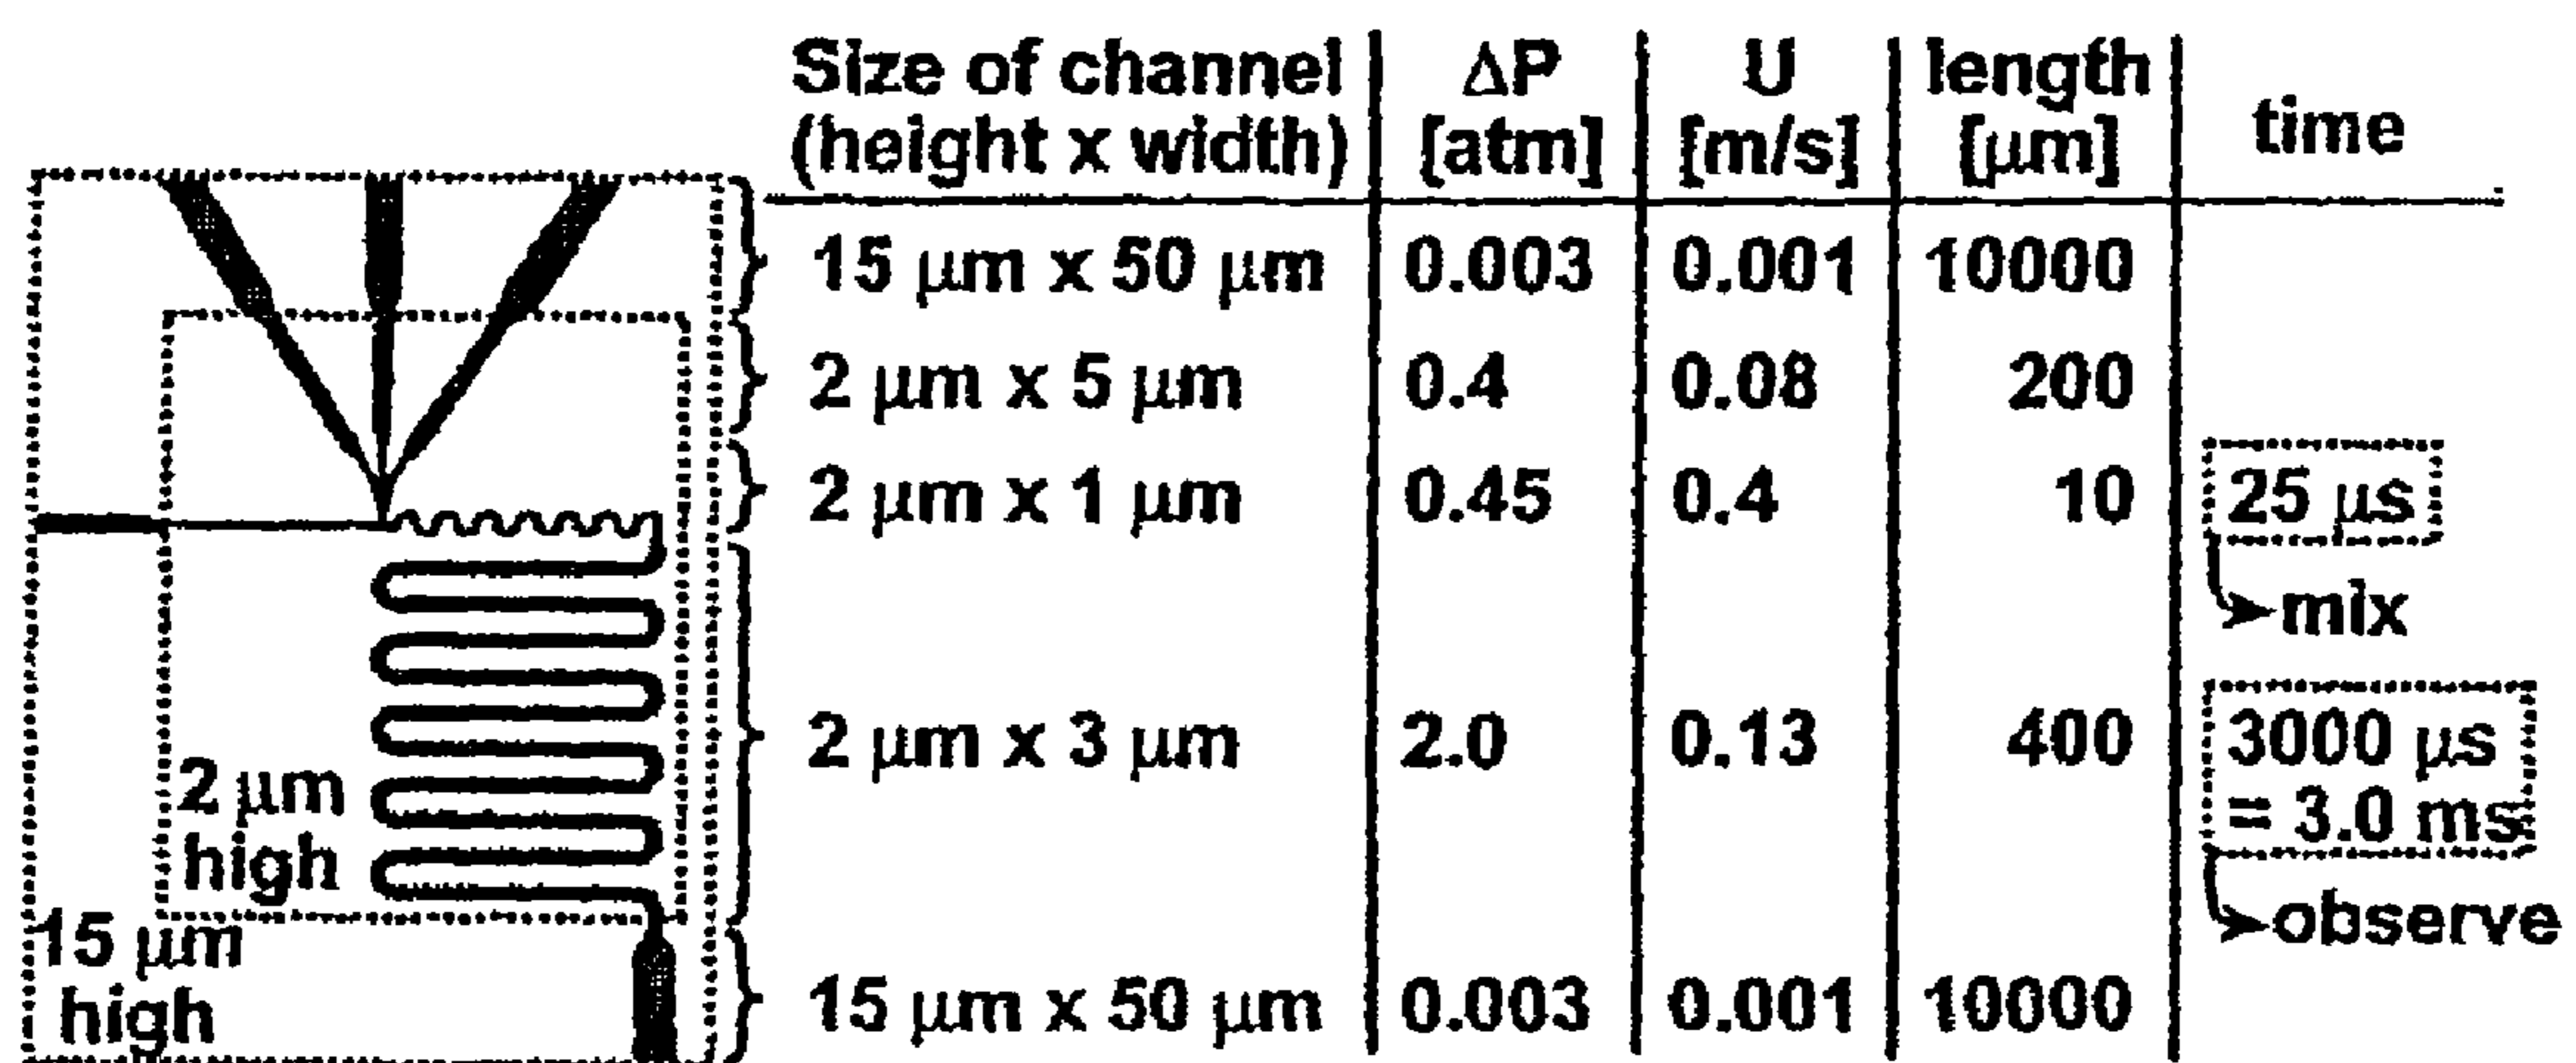 Size of channel
(height x width)
ΔP
[atm]
U
[m/s]
length
[μm]
time
15 μm x 50 μm 0.003 0.001 10000
2 μm x 5 μm 0.4 0.08 200
2 μm x 1 μm 0.45 0.4 10 25 μs
mix
2 μm x 3 μm 2.0 0.13 400 3000 μs
= 3.0 ms
observe
15 μm x 50 μm 0.003 0.001 10000
2 μm
high
15 μm
high